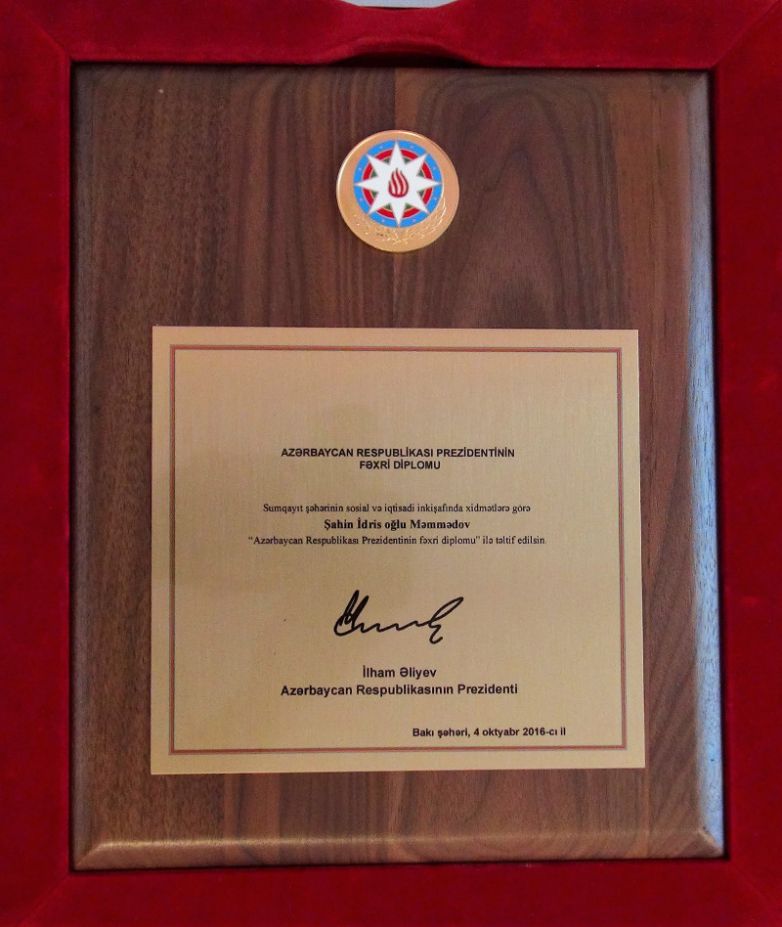 AZƏRBAYCAN RESPUBLİKASI PREZİDENTİNİN
FƏXRİ DİPLOMU
Sumqayıt şəhərinin sosial və iqtisadi inkişafında xidmətlərə görə
Şahin İdris oğlu Məmmədov
“Azərbaycan Respublikası Prezidentinin fəxri diplomu” ilə təltif edilsin
İlham Əliyev
Azərbaycan Respublikasının Prezidenti
Bakı şəhəri, 4 oktyabr 2016-cı il